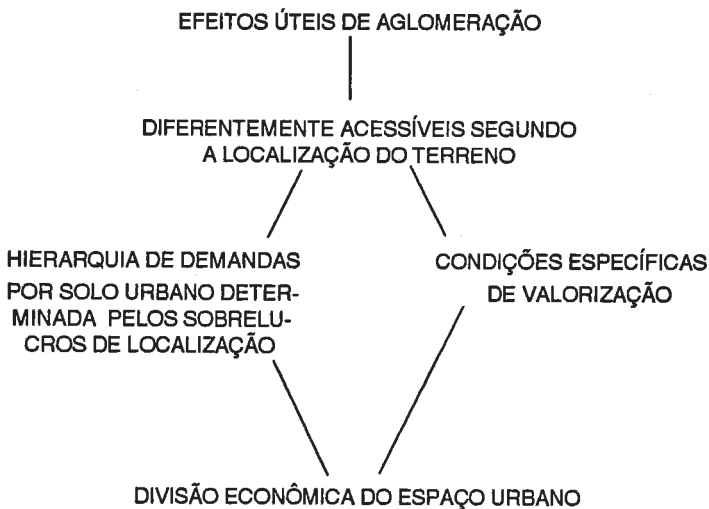 EFEITOS ÚTEIS DE AGLOMERAÇÃO
DIFERENTEMENTE ACESSÍVEIS SEGUNDO
A LOCALIZAÇÃO DO TERRENO
HIERARQUIA DE DEMANDAS
POR SOLO URBANO DETER-
MINADA PELOS SOBRELU-
CROS DE LOCALIZAÇÃO
CONDIÇÕES ESPECÍFICAS
DE VALORIZAÇÃO
DIVISÃO ECONÔMICA DO ESPAÇO URBANO